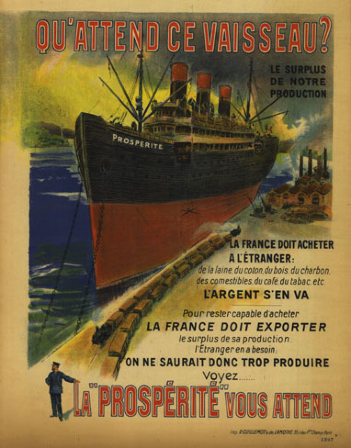 QU'ATTEND CE VAISSEAU?
LE SURPLUS
DE NOTRE
PRODUCTION
PROSPERITE
LA FRANCE DOIT ACHETER
A L'ÉTRANGER:
de la laine, du coton, du bois, du charbon,
des comestibles, du café, du tabac, etc.
L'ARGENT S'EN VA
Pour rester capable d'acheter
LA FRANCE DOIT EXPORTER
le surplus de sa production.
l'Etranger en a besoin.
ON NE SAURAIT DONC TROP PRODUIRE
Voyez......
LA "PROSPÉRITÉ" VOUS ATTEND